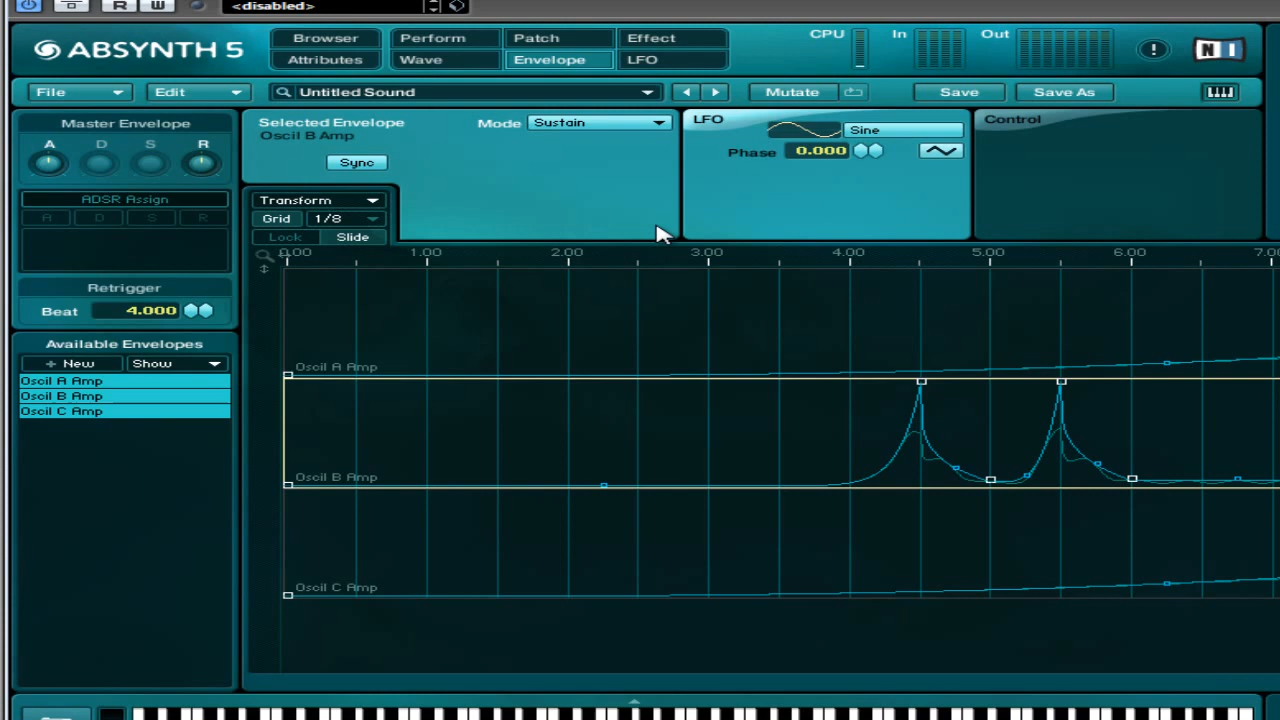 R W <disabled>
ABSYNTH 5 Browser Perform Patch Effect CPU In Out ! N I
Attributes Wave Envelope LFO
File Edit Untitled Sound Mutate Save Save As
Master Envelope
A D S R
ADSR Assign
A D S R
Retrigger
Beat 4.000
Available Envelopes
+ New Show
Oscil A Amp
Oscil B Amp
Oscil C Amp
Selected Envelope Mode Sustain
Oscil B Amp
Sync
LFO Sine
Phase 0.000
Control
Transform
Grid 1/8
Lock Slide
0.00 1.00 2.00 3.00 4.00 5.00 6.00 7.00
Oscil A Amp
Oscil B Amp
Oscil C Amp